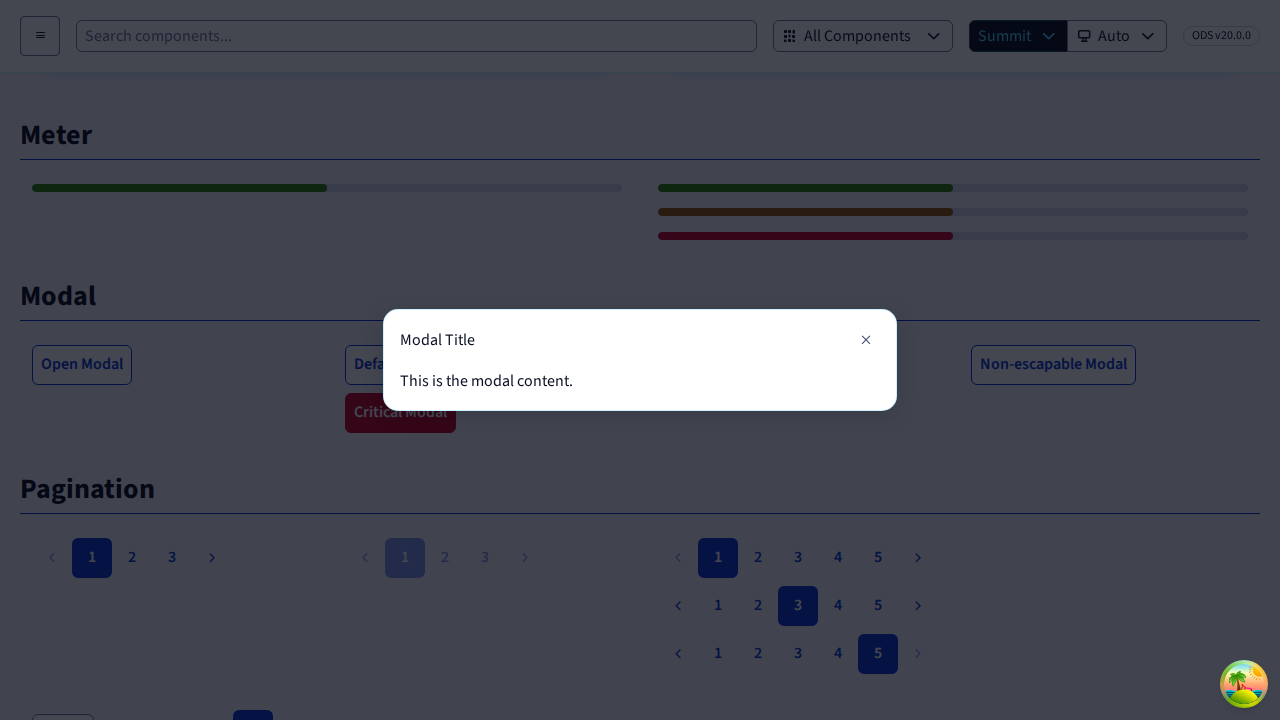 Search components...
All Components
Summit
Auto
ODS v20.0.0
Meter
Modal
Modal Title
This is the modal content.
Open Modal
Non-escapable Modal
Critical Modal
Pagination
1 2 3
1 2 3
1 2 3 4 5
1 2 3 4 5
1 2 3 4 5